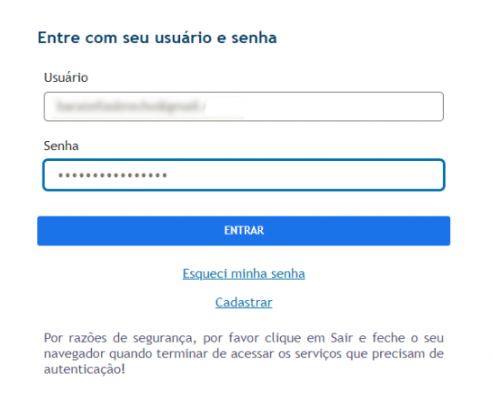 Entre com seu usuário e senha
Usuário
Senha
••••••••••••••••
ENTRAR
Esqueci minha senha
Cadastrar
Por razões de segurança, por favor clique em Sair e feche o seu
navegador quando terminar de acessar os serviços que precisam de
autenticação!